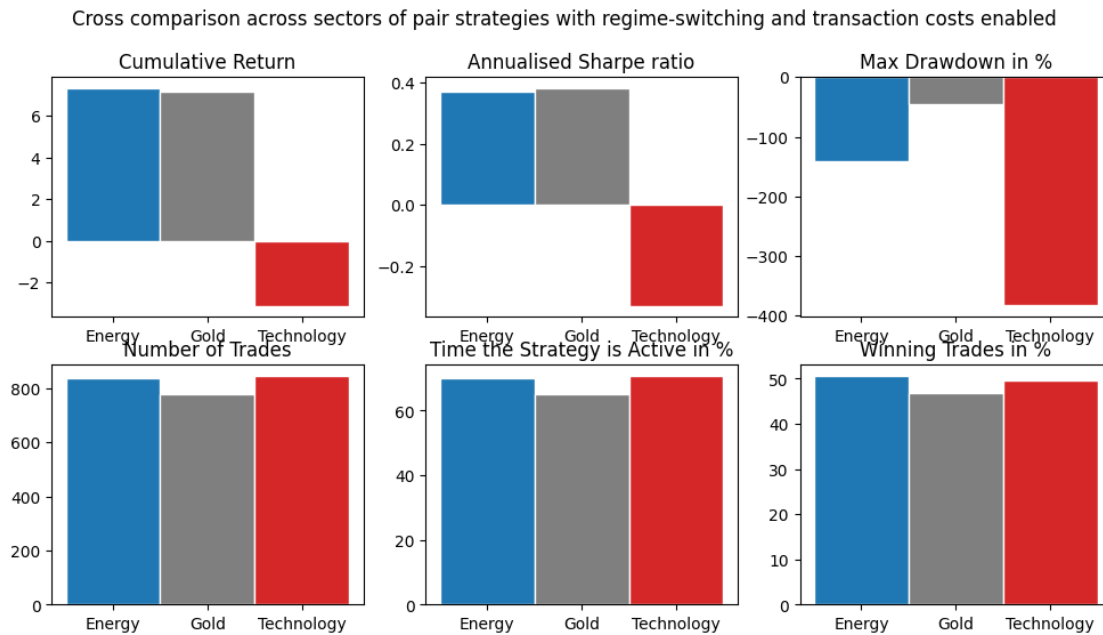 Cross comparison across sectors of pair strategies with regime-switching and transaction costs enabled
Cumulative Return
6
4
2
0
−2
Energy Gold Technology
Annualised Sharpe ratio
0.4
0.2
0.0
−0.2
Energy Gold Technology
Max Drawdown in %
0
−100
−200
−300
−400
Energy Gold Technology
Number of Trades
800
600
400
200
0
Energy Gold Technology
Time the Strategy is Active in %
60
40
20
0
Energy Gold Technology
Winning Trades in %
50
40
30
20
10
0
Energy Gold Technology